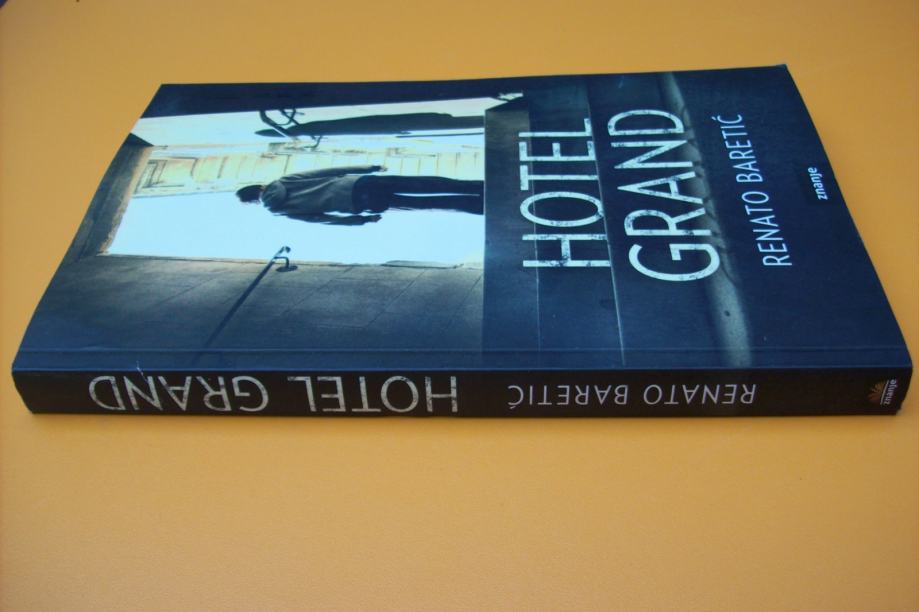 HOTEL
GRAND
RENATO BARETIĆ
znanje
RENATO BARETIĆ HOTEL GRAND
znanje